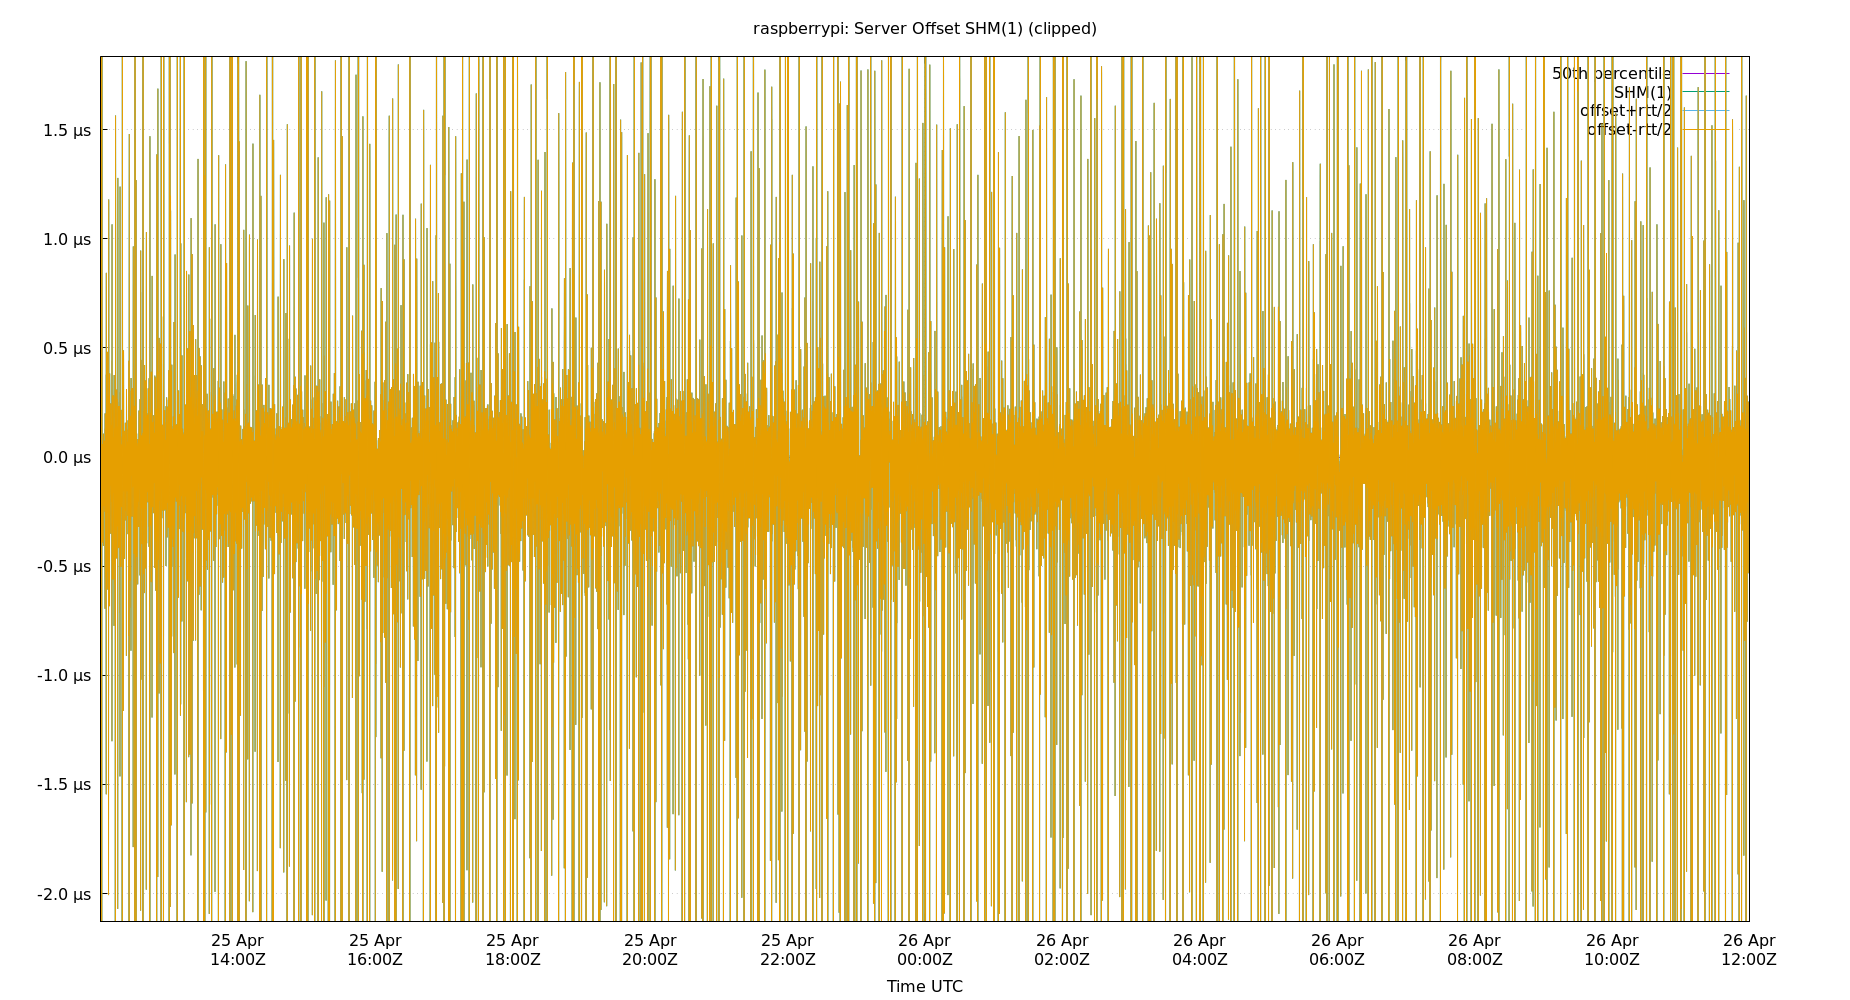 raspberrypi: Server Offset SHM(1) (clipped)
50th percentile
SHM(1)
offset+rtt/2
offset-rtt/2
1.5 µs
1.0 µs
0.5 µs
0.0 µs
-0.5 µs
-1.0 µs
-1.5 µs
-2.0 µs
25 Apr 25 Apr 25 Apr 25 Apr 25 Apr 26 Apr 26 Apr 26 Apr 26 Apr 26 Apr 26 Apr 26 Apr
14:00Z 16:00Z 18:00Z 20:00Z 22:00Z 00:00Z 02:00Z 04:00Z 06:00Z 08:00Z 10:00Z 12:00Z
Time UTC